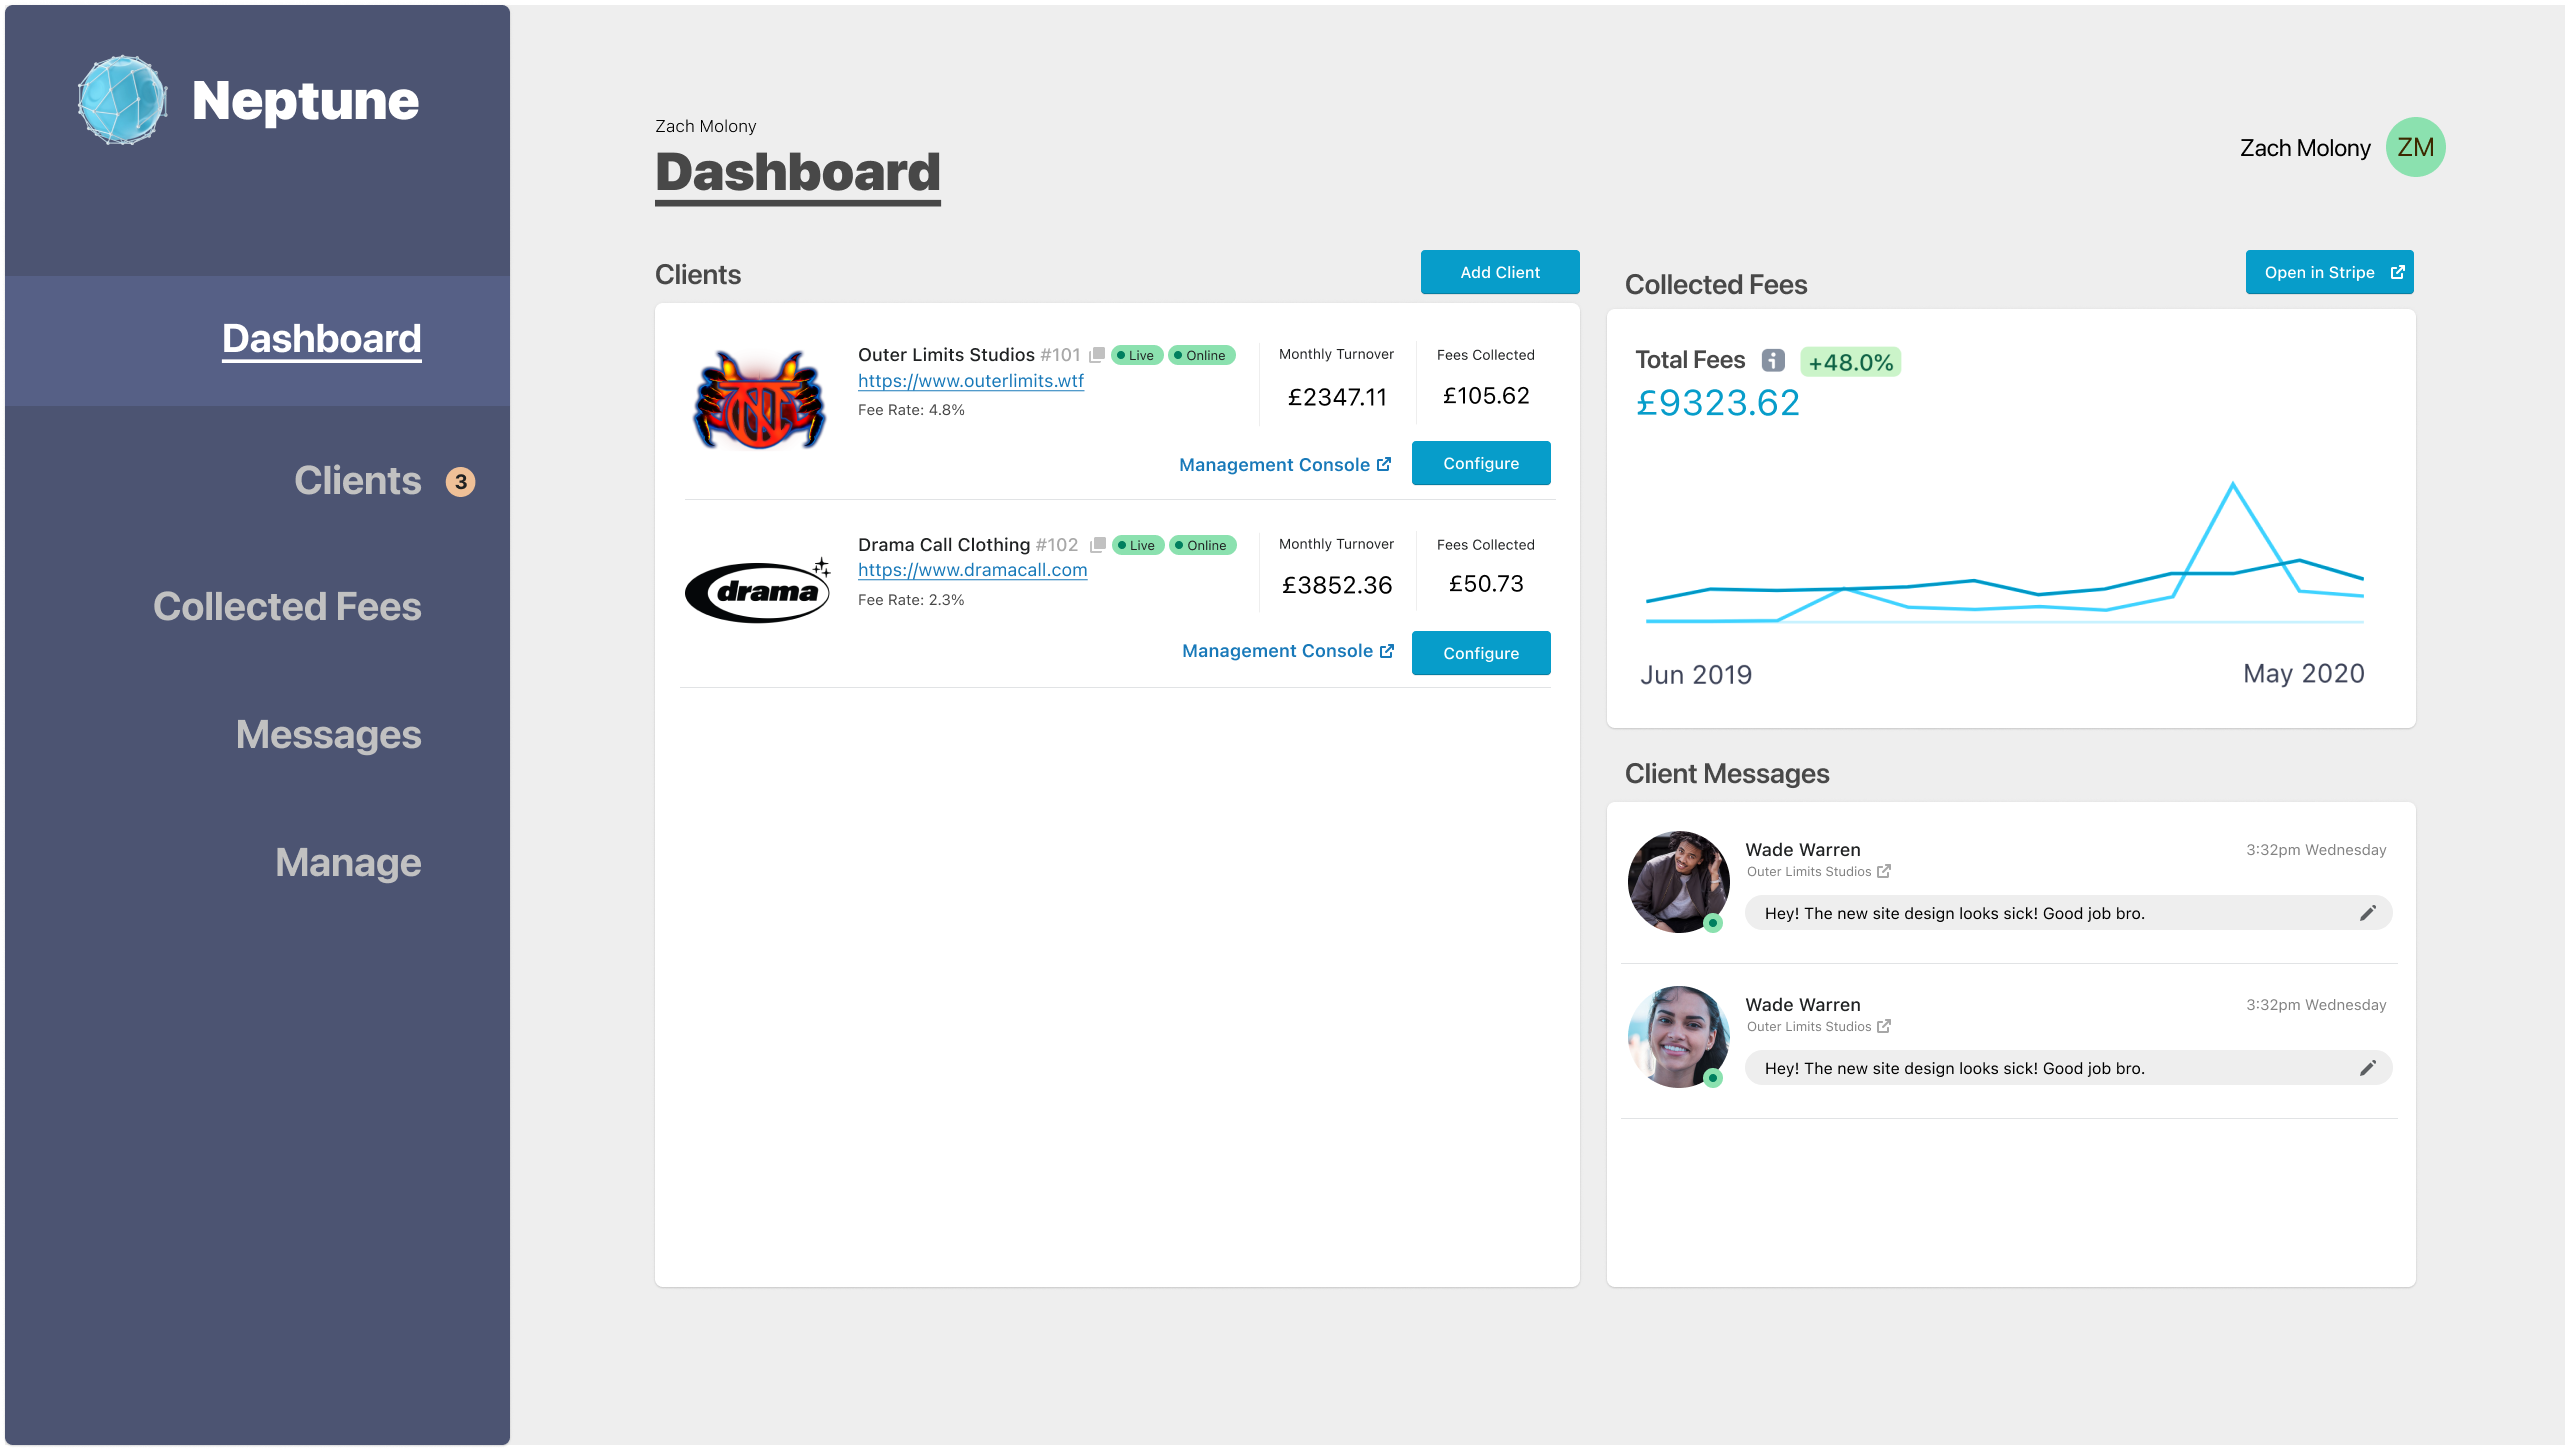 Neptune
Dashboard
Clients 3
Collected Fees
Messages
Manage
Zach Molony
Dashboard
Zach Molony ZM
Clients
Add Client
Outer Limits Studios #101 Live Online
https://www.outerlimits.wtf
Fee Rate: 4.8%
Monthly Turnover
£2347.11
Fees Collected
£105.62
Management Console
Configure
drama
Drama Call Clothing #102 Live Online
https://www.dramacall.com
Fee Rate: 2.3%
Monthly Turnover
£3852.36
Fees Collected
£50.73
Management Console
Configure
Collected Fees
Open in Stripe
Total Fees +48.0%
£9323.62
Jun 2019
May 2020
Client Messages
Wade Warren
3:32pm Wednesday
Outer Limits Studios
Hey! The new site design looks sick! Good job bro.
Wade Warren
3:32pm Wednesday
Outer Limits Studios
Hey! The new site design looks sick! Good job bro.